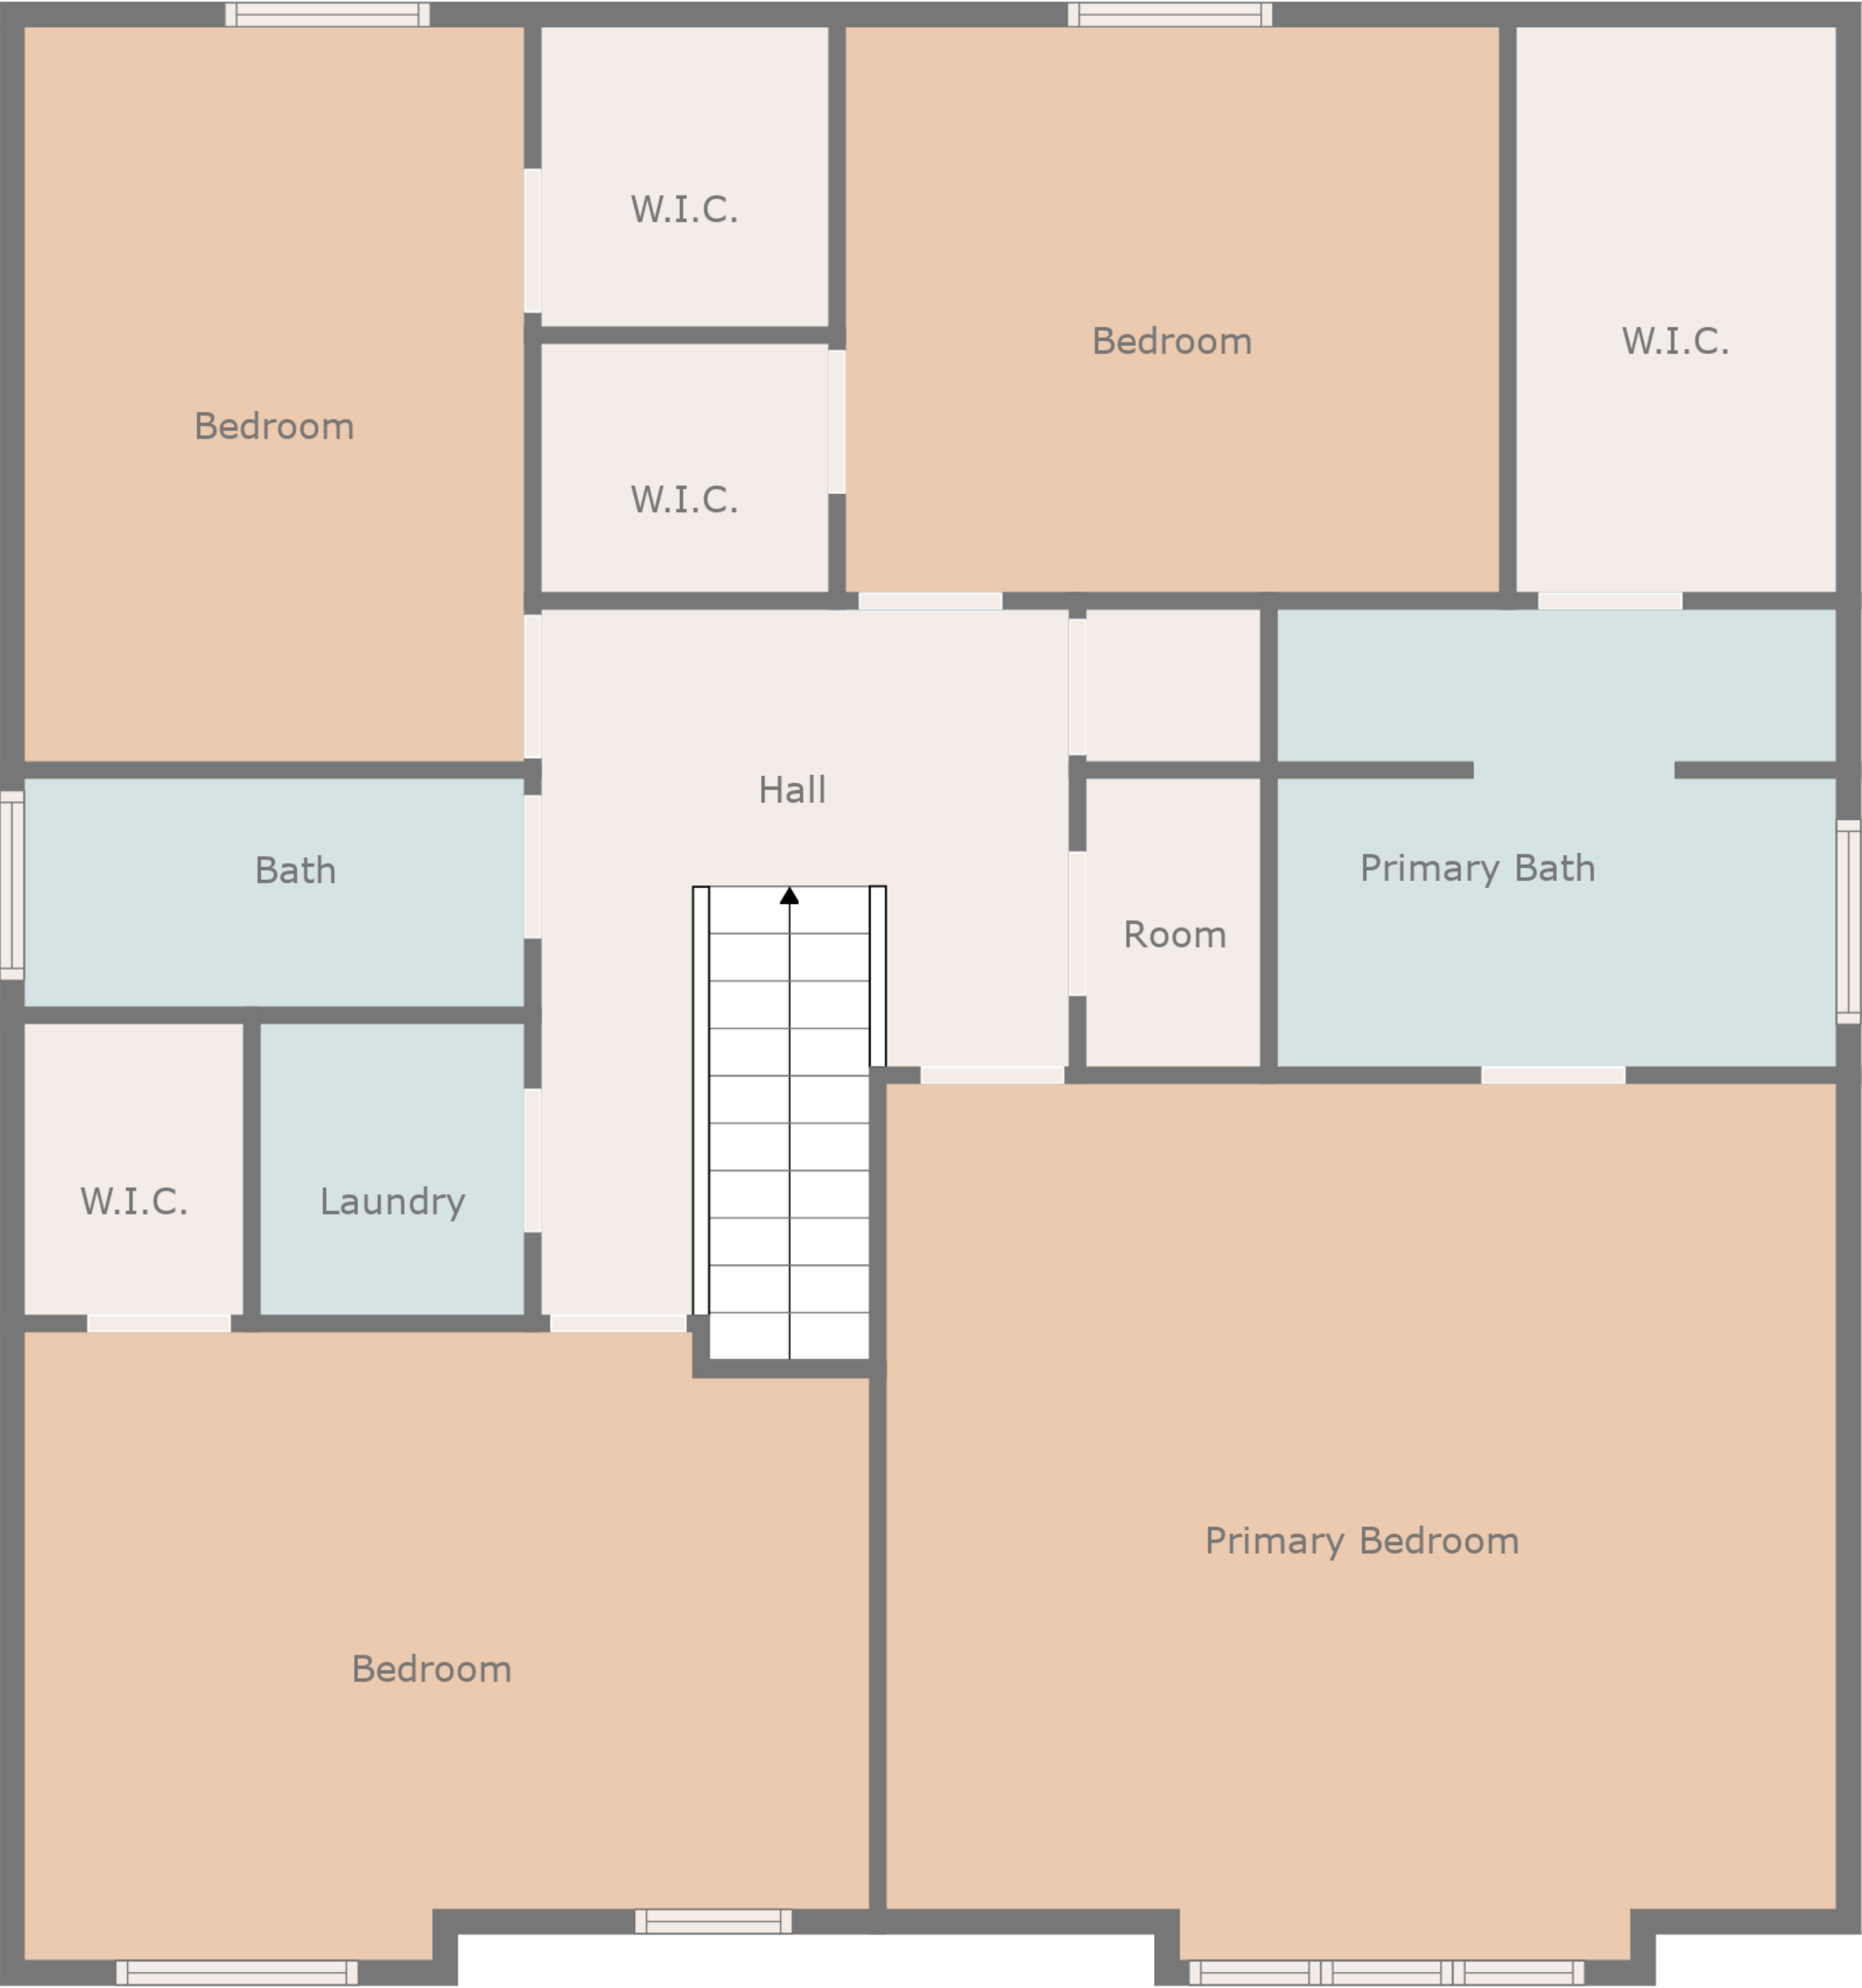 W.I.C.
Bedroom
W.I.C.
Bedroom
W.I.C.
Hall
Bath
Primary Bath
Room
W.I.C.
Laundry
Primary Bedroom
Bedroom